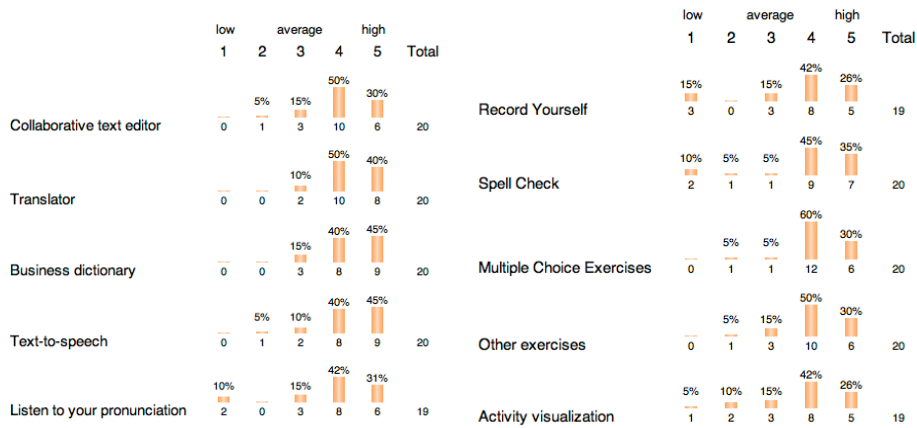 low average high
1 2 3 4 5 Total
5% 15% 50% 30%
Collaborative text editor 0 1 3 10 6 20
10% 50% 40%
Translator 0 0 2 10 8 20
15% 40% 45%
Business dictionary 0 0 3 8 9 20
5% 10% 40% 45%
Text-to-speech 0 1 2 8 9 20
10% 15% 42% 31%
Listen to your pronunciation 2 0 3 8 6 19
low average high
1 2 3 4 5 Total
15% 15% 42% 26%
Record Yourself 3 0 3 8 5 19
10% 5% 5% 45% 35%
Spell Check 2 1 1 9 7 20
5% 5% 60% 30%
Multiple Choice Exercises 0 1 1 12 6 20
5% 15% 50% 30%
Other exercises 0 1 3 10 6 20
5% 10% 15% 42% 26%
Activity visualization 1 2 3 8 5 19